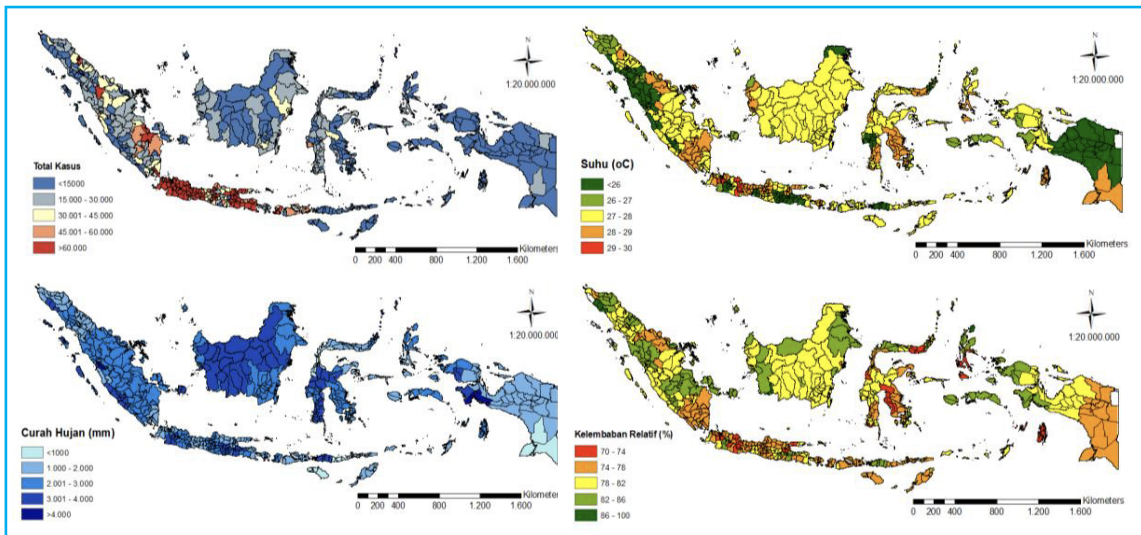 N
1:20.000.000
Total Kasus
<15000
15.000 - 30.000
30.001 - 45.000
45.001 - 60.000
>60.000
Kilometers
0 200 400 800 1.200 1.600
N
1:20.000.000
Suhu (oC)
<26
26 - 27
27 - 28
28 - 29
29 - 30
Kilometers
0 200 400 800 1.200 1.600
N
1:20.000.000
Curah Hujan (mm)
<1000
1.000 - 2.000
2.001 - 3.000
3.001 - 4.000
>4.000
Kilometers
0 200 400 800 1.200 1.600
N
1:20.000.000
Kelembaban Relatif (%)
70 - 74
74 - 78
78 - 82
82 - 86
86 - 100
Kilometers
0 200 400 800 1.200 1.600